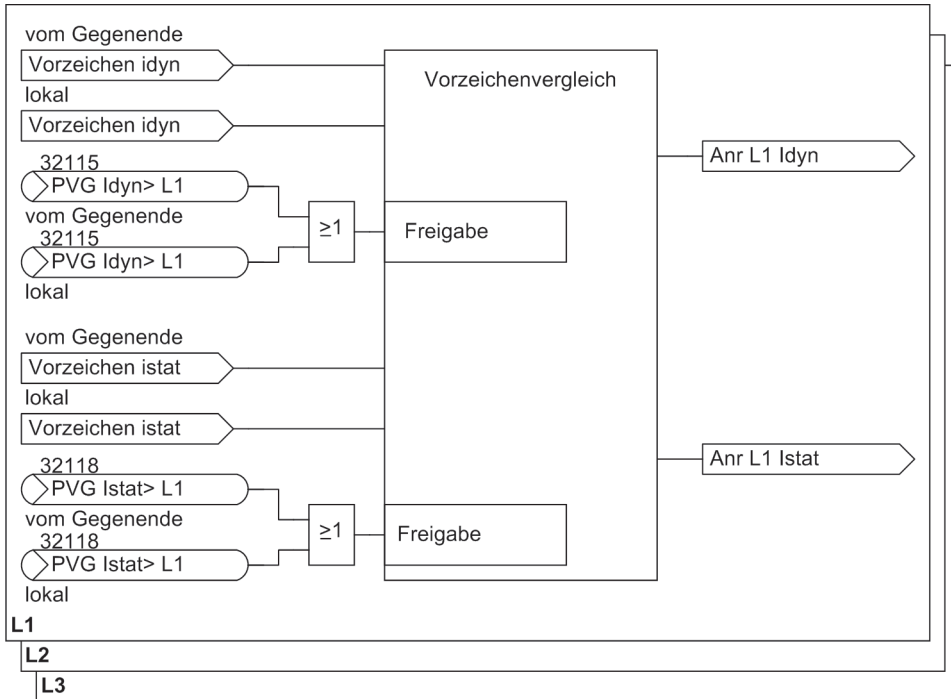 vom Gegenende
Vorzeichen idyn
lokal
Vorzeichen idyn
Vorzeichenvergleich
Anr L1 Idyn
32115
PVG Idyn> L1
vom Gegenende
32115
PVG Idyn> L1
lokal
≥1
Freigabe
vom Gegenende
Vorzeichen istat
lokal
Vorzeichen istat
Anr L1 Istat
32118
PVG Istat> L1
vom Gegenende
32118
PVG Istat> L1
lokal
≥1
Freigabe
L1
L2
L3